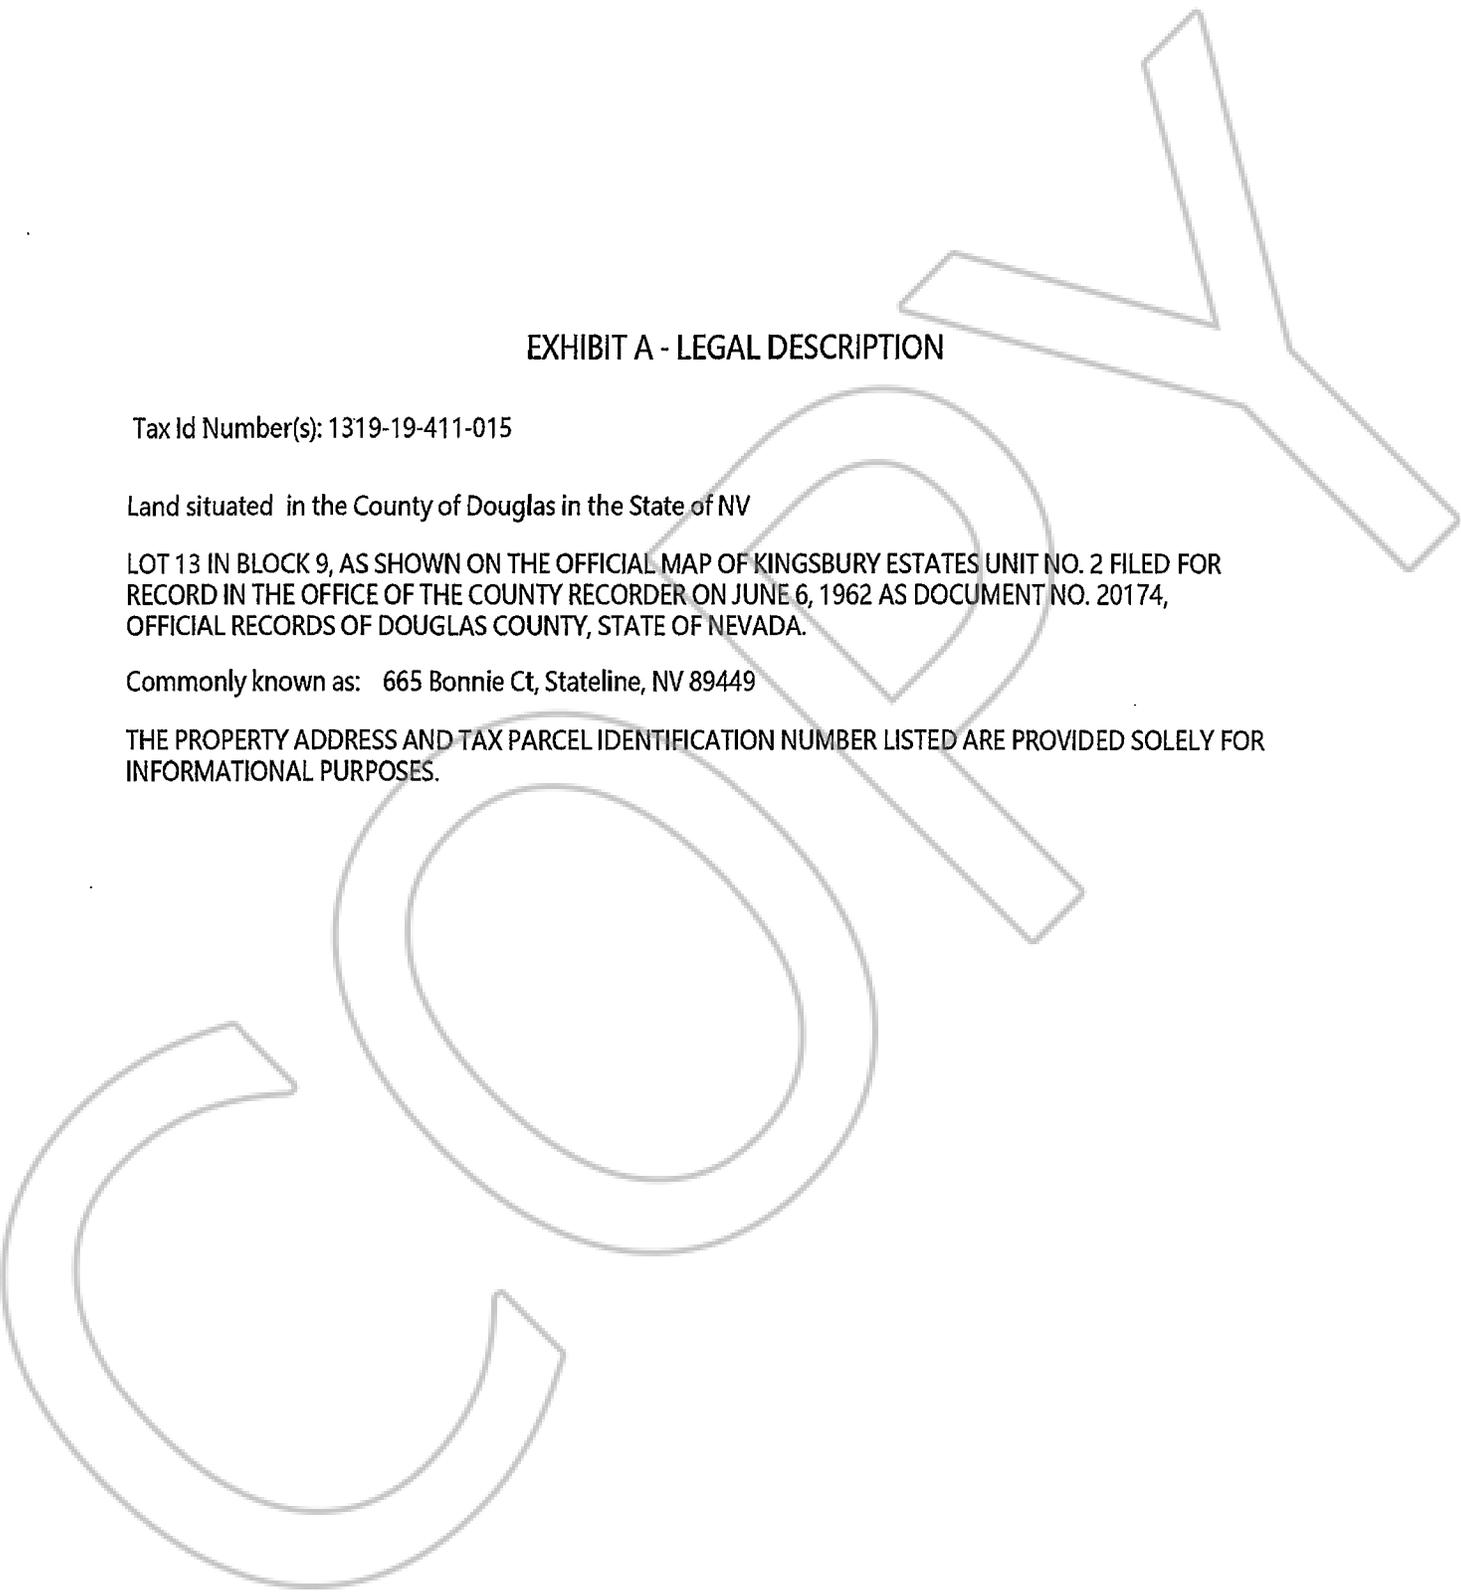 EXHIBIT A - LEGAL DESCRIPTION
Tax Id Number(s): 1319-19-411-015
Land situated in the County of Douglas in the State of NV
LOT 13 IN BLOCK 9, AS SHOWN ON THE OFFICIAL MAP OF KINGSBURY ESTATES UNIT NO. 2 FILED FOR
RECORD IN THE OFFICE OF THE COUNTY RECORDER ON JUNE 6, 1962 AS DOCUMENT NO. 20174,
OFFICIAL RECORDS OF DOUGLAS COUNTY, STATE OF NEVADA.
Commonly known as: 665 Bonnie Ct, Stateline, NV 89449
THE PROPERTY ADDRESS AND TAX PARCEL IDENTIFICATION NUMBER LISTED ARE PROVIDED SOLELY FOR
INFORMATIONAL PURPOSES.
COPY